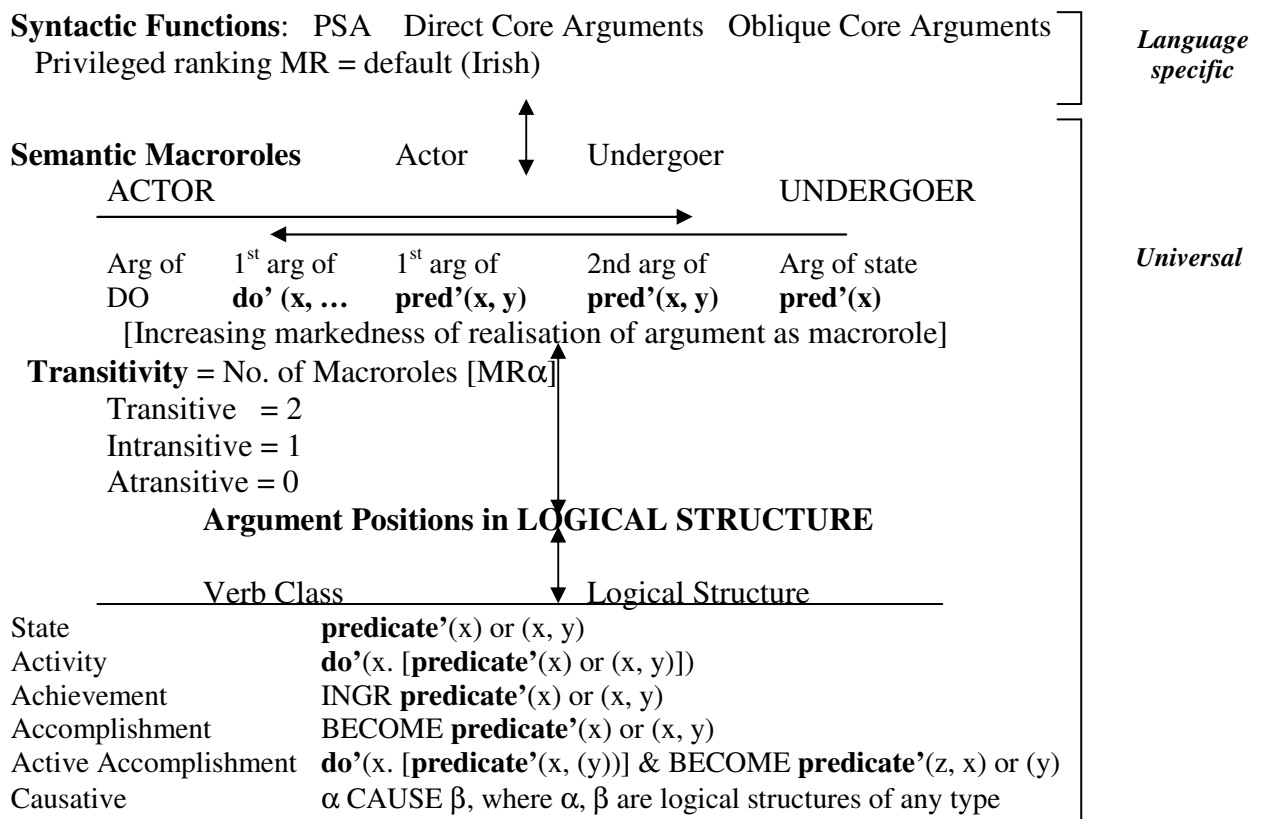 Syntactic Functions: PSA Direct Core Arguments Oblique Core Arguments
Privileged ranking MR = default (Irish)
Language
specific
Semantic Macroroles Actor Undergoer
ACTOR UNDERGOER
Universal
Arg of 1st arg of 1st arg of 2nd arg of Arg of state
DO do’ (x, … pred’(x, y) pred’(x, y) pred’(x)
[Increasing markedness of realisation of argument as macrorole]
Transitivity = No. of Macroroles [MRα]
Transitive = 2
Intransitive = 1
Atransitive = 0
Argument Positions in LOGICAL STRUCTURE
Verb Class Logical Structure
State predicate’(x) or (x, y)
Activity do’(x. [predicate’(x) or (x, y)])
Achievement INGR predicate’(x) or (x, y)
Accomplishment BECOME predicate’(x) or (x, y)
Active Accomplishment do’(x. [predicate’(x, (y))] & BECOME predicate’(z, x) or (y)
Causative α CAUSE β, where α, β are logical structures of any type